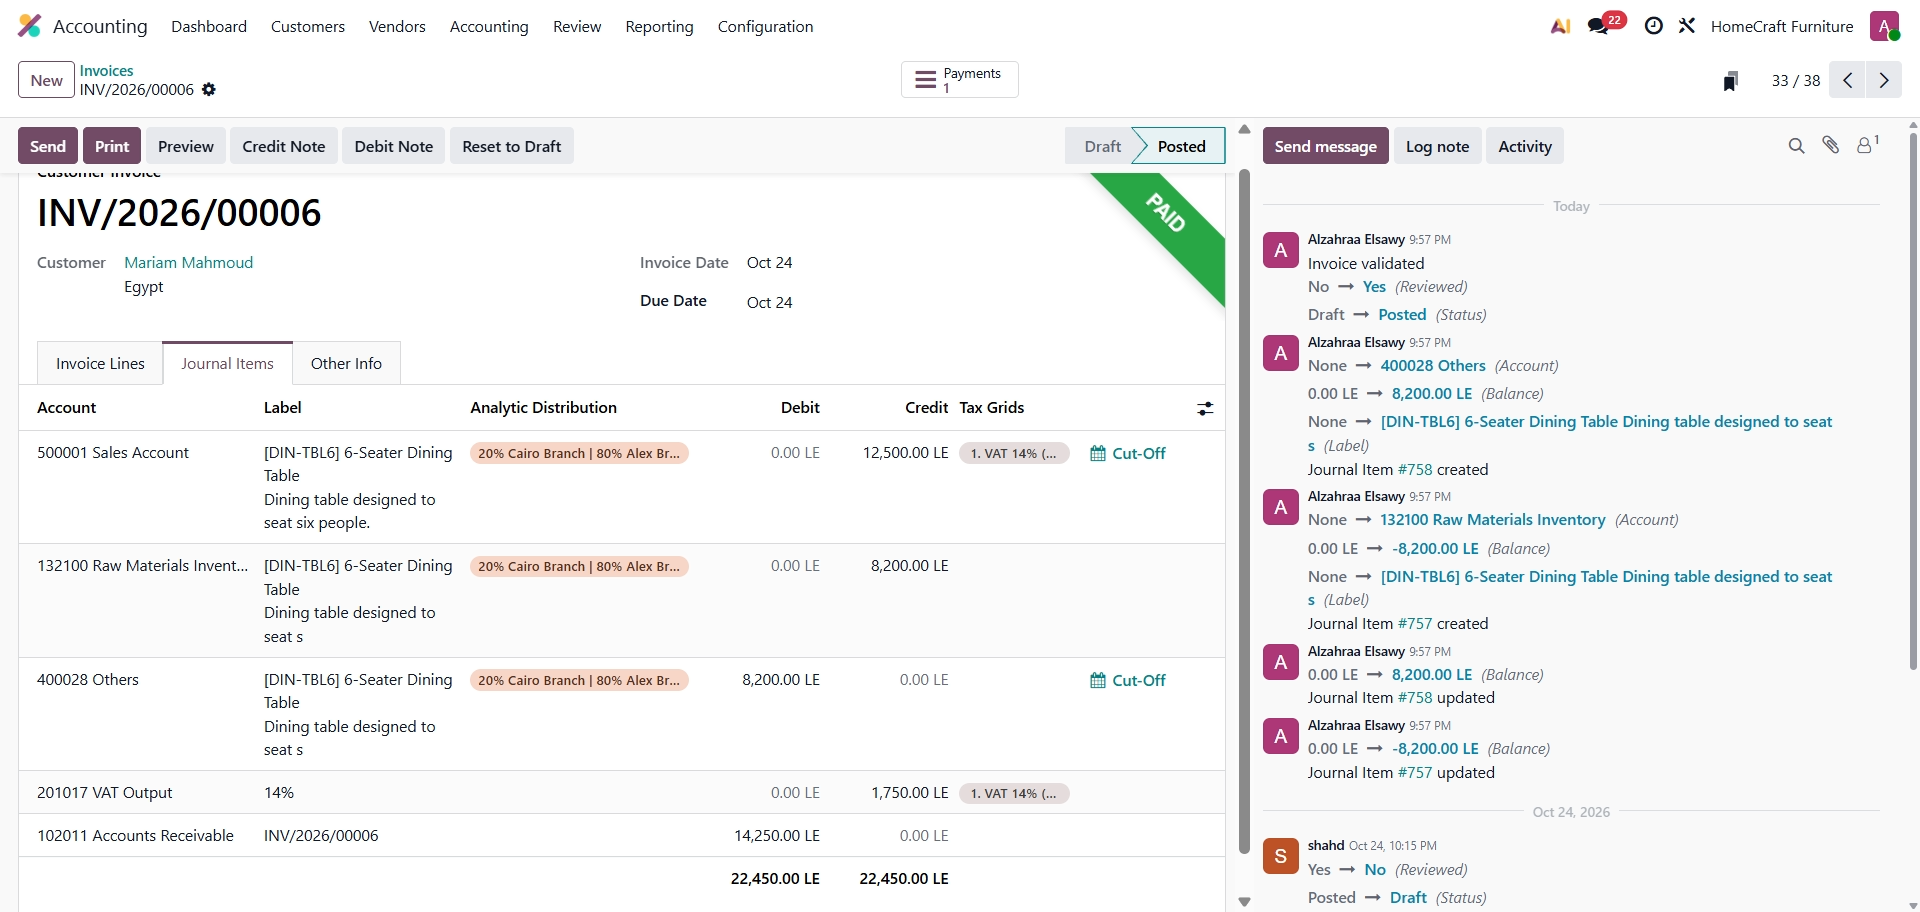 Accounting Dashboard Customers Vendors Accounting Review Reporting Configuration
AI 22 HomeCraft Furniture A
New Invoices
INV/2026/00006
Payments
1
33 / 38
Send Print Preview Credit Note Debit Note Reset to Draft Draft Posted
Customer Invoice
INV/2026/00006
PAID
Customer Mariam Mahmoud
Egypt
Invoice Date Oct 24
Due Date Oct 24
Invoice Lines Journal Items Other Info
Account Label Analytic Distribution Debit Credit Tax Grids
500001 Sales Account [DIN-TBL6] 6-Seater Dining 20% Cairo Branch | 80% Alex Br... 0.00 LE 12,500.00 LE 1. VAT 14% (... Cut-Off
Table
Dining table designed to
seat six people.
132100 Raw Materials Invent... [DIN-TBL6] 6-Seater Dining 20% Cairo Branch | 80% Alex Br... 0.00 LE 8,200.00 LE
Table
Dining table designed to
seat s
400028 Others [DIN-TBL6] 6-Seater Dining 20% Cairo Branch | 80% Alex Br... 8,200.00 LE 0.00 LE Cut-Off
Table
Dining table designed to
seat s
201017 VAT Output 14% 0.00 LE 1,750.00 LE 1. VAT 14% (...
102011 Accounts Receivable INV/2026/00006 14,250.00 LE 0.00 LE
22,450.00 LE 22,450.00 LE
Send message Log note Activity 1
Today
A Alzahraa Elsawy 9:57 PM
Invoice validated
No → Yes (Reviewed)
Draft → Posted (Status)
A Alzahraa Elsawy 9:57 PM
None → 400028 Others (Account)
0.00 LE → 8,200.00 LE (Balance)
None → [DIN-TBL6] 6-Seater Dining Table Dining table designed to seat
s (Label)
Journal Item #758 created
A Alzahraa Elsawy 9:57 PM
None → 132100 Raw Materials Inventory (Account)
0.00 LE → -8,200.00 LE (Balance)
None → [DIN-TBL6] 6-Seater Dining Table Dining table designed to seat
s (Label)
Journal Item #757 created
A Alzahraa Elsawy 9:57 PM
0.00 LE → 8,200.00 LE (Balance)
Journal Item #758 updated
A Alzahraa Elsawy 9:57 PM
0.00 LE → -8,200.00 LE (Balance)
Journal Item #757 updated
Oct 24, 2026
S shahd Oct 24, 10:15 PM
Yes → No (Reviewed)
Posted → Draft (Status)